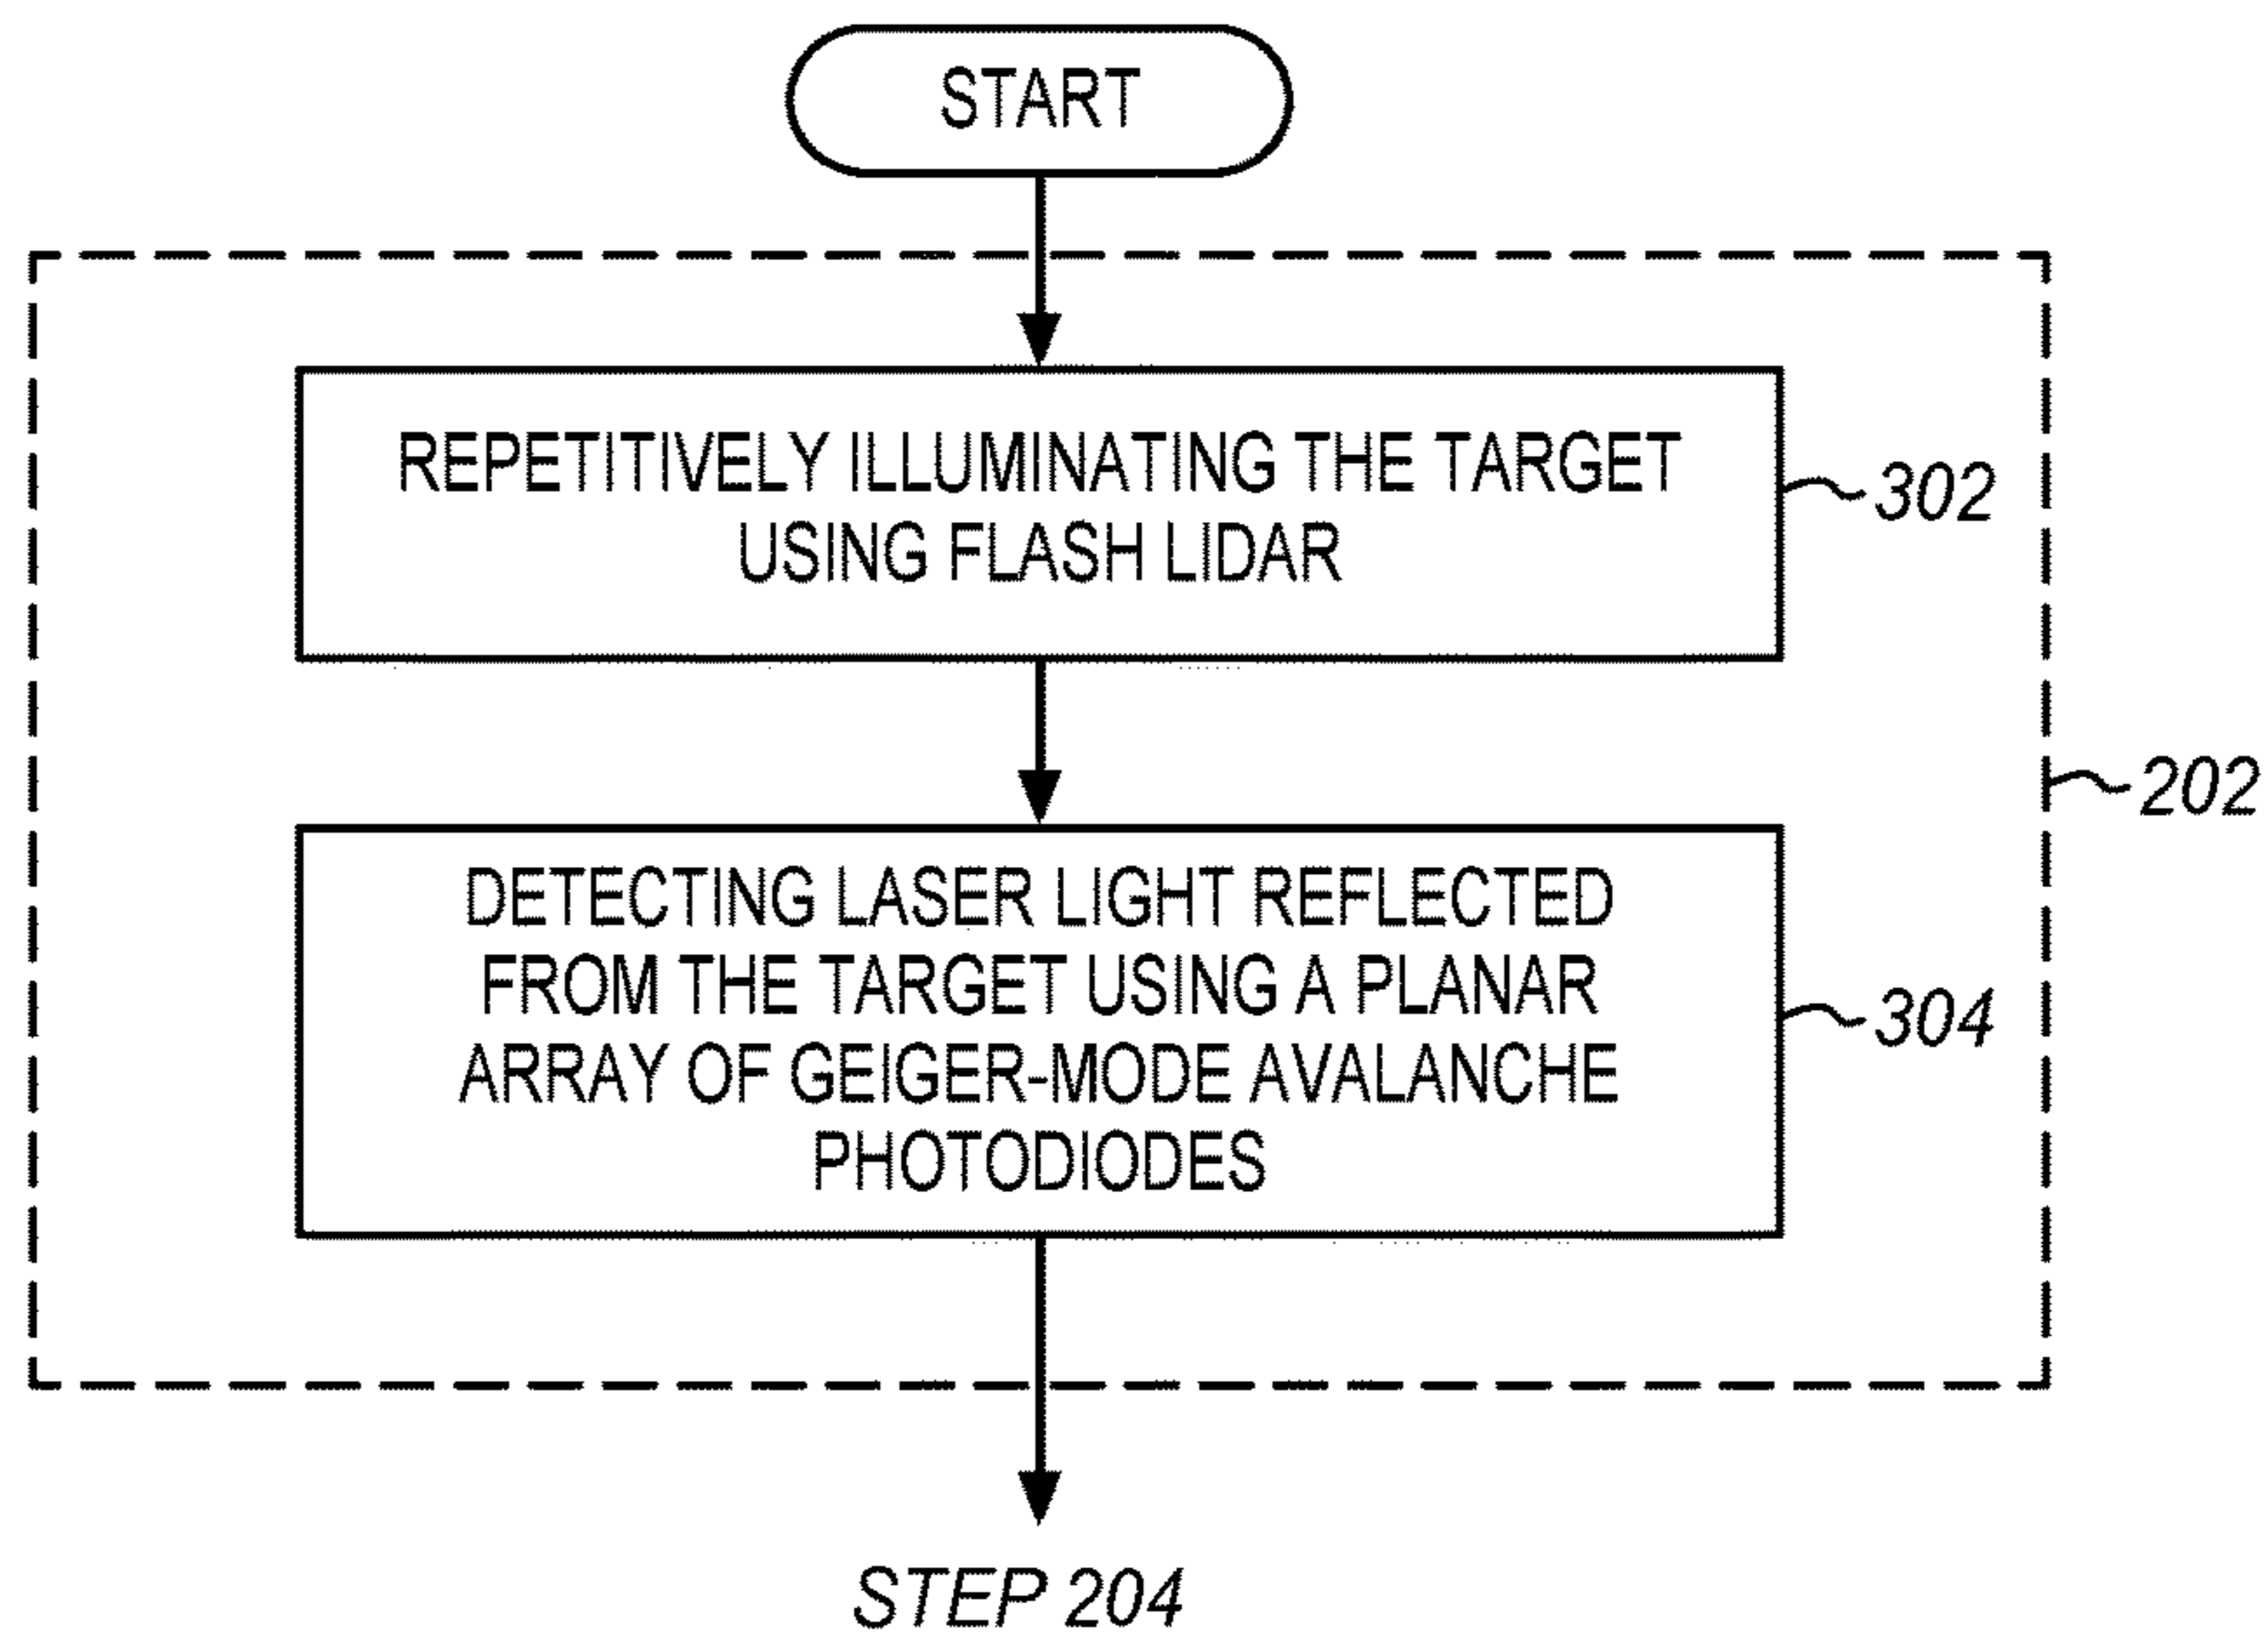 START
REPETITIVELY ILLUMINATING THE TARGET
USING FLASH LIDAR
302
202
DETECTING LASER LIGHT REFLECTED
FROM THE TARGET USING A PLANAR
ARRAY OF GEIGER-MODE AVALANCHE
PHOTODIODES
304
STEP 204